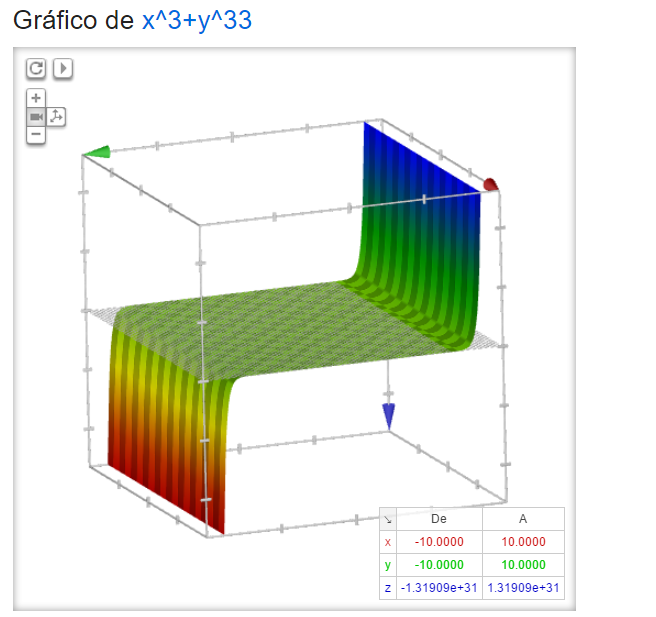 Gráfico de x^3+y^33
De A
x -10.0000 10.0000
y -10.0000 10.0000
z -1.31909e+31 1.31909e+31